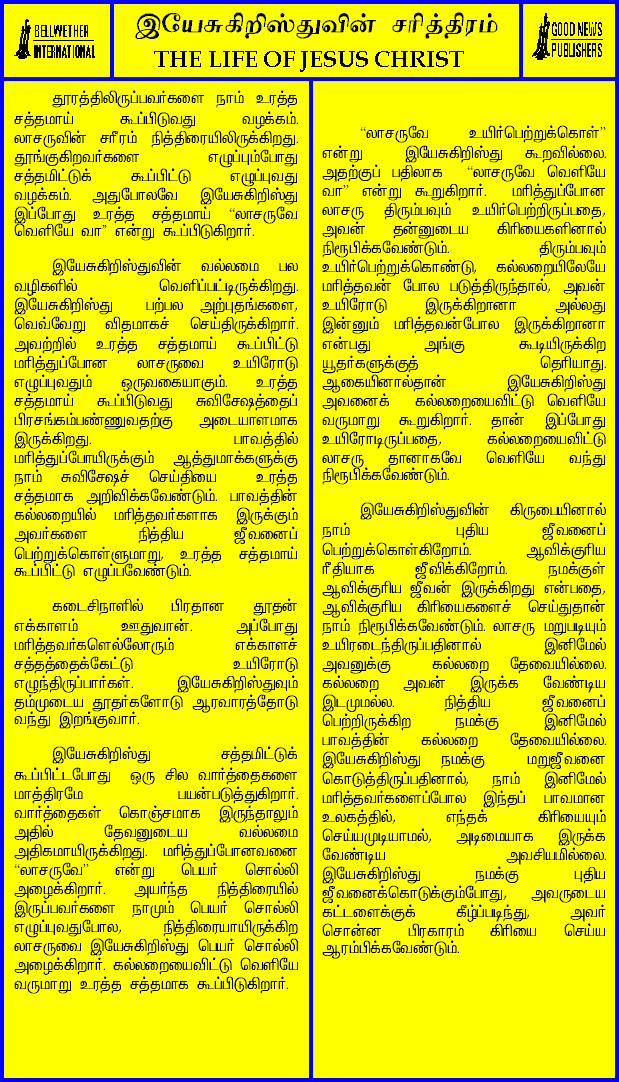 BELLWETHER
INTERNATIONAL
இயேசுகிறிஸ்துவின் சரித்திரம்
THE LIFE OF JESUS CHRIST
GOOD NEWS
PUBLISHERS
தூரத்திலிருப்பவர்களை நாம் உரத்த
சத்தமாய் கூப்பிடுவது வழக்கம்.
லாசருவின் சரீரம் நித்திரையிலிருக்கிறது.
தூங்குகிறவர்களை எழுப்பும்போது
சத்தமிட்டுக் கூப்பிட்டு எழுப்புவது
வழக்கம். அதுபோலவே இயேசுகிறிஸ்து
இப்போது உரத்த சத்தமாய் “லாசருவே
வெளியே வா” என்று கூப்பிடுகிறார்.
இயேசுகிறிஸ்துவின் வல்லமை பல
வழிகளில் வெளிப்பட்டிருக்கிறது.
இயேசுகிறிஸ்து பற்பல அற்புதங்களை,
வெவ்வேறு விதமாகச் செய்திருக்கிறார்.
அவற்றில் உரத்த சத்தமாய் கூப்பிட்டு
மரித்துப்போன லாசருவை உயிரோடு
எழுப்புவதும் ஒருவகையாகும். உரத்த
சத்தமாய் கூப்பிடுவது சுவிசேஷத்தைப்
பிரசங்கம்பண்ணுவதற்கு அடையாளமாக
இருக்கிறது. பாவத்தில்
மரித்துப்போயிருக்கும் ஆத்துமாக்களுக்கு
நாம் சுவிசேஷச் செய்தியை உரத்த
சத்தமாக அறிவிக்கவேண்டும். பாவத்தின்
கல்லறையில் மரித்தவர்களாக இருக்கும்
அவர்களை நித்திய ஜீவனைப்
பெற்றுக்கொள்ளுமாறு, உரத்த சத்தமாய்
கூப்பிட்டு எழுப்பவேண்டும்.
கடைசிநாளில் பிரதான தூதன்
எக்காளம் ஊதுவான். அப்போது
மரித்தவர்களெல்லோரும் எக்காளச்
சத்தத்தைக்கேட்டு உயிரோடு
எழுந்திருப்பார்கள். இயேசுகிறிஸ்துவும்
தம்முடைய தூதர்களோடு ஆரவாரத்தோடு
வந்து இறங்குவார்.
இயேசுகிறிஸ்து சத்தமிட்டுக்
கூப்பிட்டபோது ஒரு சில வார்த்தைகளை
மாத்திரமே பயன்படுத்துகிறார்.
வார்த்தைகள் கொஞ்சமாக இருந்தாலும்
அதில் தேவனுடைய வல்லமை
அதிகமாயிருக்கிறது. மரித்துப்போனவனை
“லாசருவே” என்று பெயர் சொல்லி
அழைக்கிறார். அயர்ந்த நித்திரையில்
இருப்பவர்களை நாமும் பெயர் சொல்லி
எழுப்புவதுபோல, நித்திரையாயிருக்கிற
லாசருவை இயேசுகிறிஸ்து பெயர் சொல்லி
அழைக்கிறார். கல்லறையைவிட்டு வெளியே
வருமாறு உரத்த சத்தமாக கூப்பிடுகிறார்.
“லாசருவே உயிர்பெற்றுக்கொள்”
என்று இயேசுகிறிஸ்து கூறவில்லை.
அதற்குப் பதிலாக “லாசருவே வெளியே
வா” என்று கூறுகிறார். மரித்துப்போன
லாசரு திரும்பவும் உயிர்பெற்றிருப்பதை,
அவன் தன்னுடைய கிரியைகளினால்
நிரூபிக்கவேண்டும். திரும்பவும்
உயிர்பெற்றுக்கொண்டு, கல்லறையிலேயே
மரித்தவன் போல படுத்திருந்தால், அவன்
உயிரோடு இருக்கிறானா அல்லது
இன்னும் மரித்தவன்போல இருக்கிறானா
என்பது அங்கு கூடியிருக்கிற
யூதர்களுக்குத் தெரியாது.
ஆகையினால்தான் இயேசுகிறிஸ்து
அவனைக் கல்லறையைவிட்டு வெளியே
வருமாறு கூறுகிறார். தான் இப்போது
உயிரோடிருப்பதை, கல்லறையைவிட்டு
லாசரு தானாகவே வெளியே வந்து
நிரூபிக்கவேண்டும்.
இயேசுகிறிஸ்துவின் கிருபையினால்
நாம் புதிய ஜீவனைப்
பெற்றுக்கொள்கிறோம். ஆவிக்குரிய
ரீதியாக ஜீவிக்கிறோம். நமக்குள்
ஆவிக்குரிய ஜீவன் இருக்கிறது என்பதை,
ஆவிக்குரிய கிரியைகளைச் செய்துதான்
நாம் நிரூபிக்கவேண்டும். லாசரு மறுபடியும்
உயிரடைந்திருப்பதினால் இனிமேல்
அவனுக்கு கல்லறை தேவையில்லை.
கல்லறை அவன் இருக்க வேண்டிய
இடமுமல்ல. நித்திய ஜீவனைப்
பெற்றிருக்கிற நமக்கு இனிமேல்
பாவத்தின் கல்லறை தேவையில்லை.
இயேசுகிறிஸ்து நமக்கு மறுஜீவனை
கொடுத்திருப்பதினால், நாம் இனிமேல்
மரித்தவர்களைப்போல இந்தப் பாவமான
உலகத்தில், எந்தக் கிரியையும்
செய்யமுடியாமல், அடிமையாக இருக்க
வேண்டிய அவசியமில்லை.
இயேசுகிறிஸ்து நமக்கு புதிய
ஜீவனைக்கொடுக்கும்போது, அவருடைய
கட்டளைக்குக் கீழ்ப்படிந்து, அவர்
சொன்ன பிரகாரம் கிரியை செய்ய
ஆரம்பிக்கவேண்டும்.